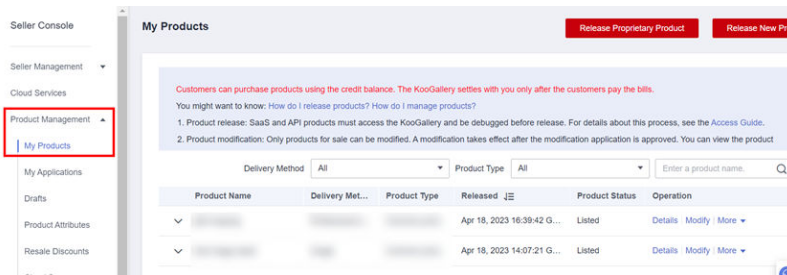 Seller Console
My Products
Release Proprietary Product
Release New Pr
Seller Management
Cloud Services
Product Management
My Products
My Applications
Drafts
Product Attributes
Resale Discounts
Customers can purchase products using the credit balance. The KooGallery settles with you only after the customers pay the bills.
You might want to know: How do I release products? How do I manage products?
1. Product release: SaaS and API products must access the KooGallery and be debugged before release. For details about this process, see the Access Guide.
2. Product modification: Only products for sale can be modified. A modification takes effect after the modification application is approved. You can view the product
Delivery Method All Product Type All Enter a product name.
Product Name Delivery Met... Product Type Released Product Status Operation
Apr 18, 2023 16:39:42 G... Listed Details Modify More
Apr 18, 2023 14:07:21 G... Listed Details Modify More